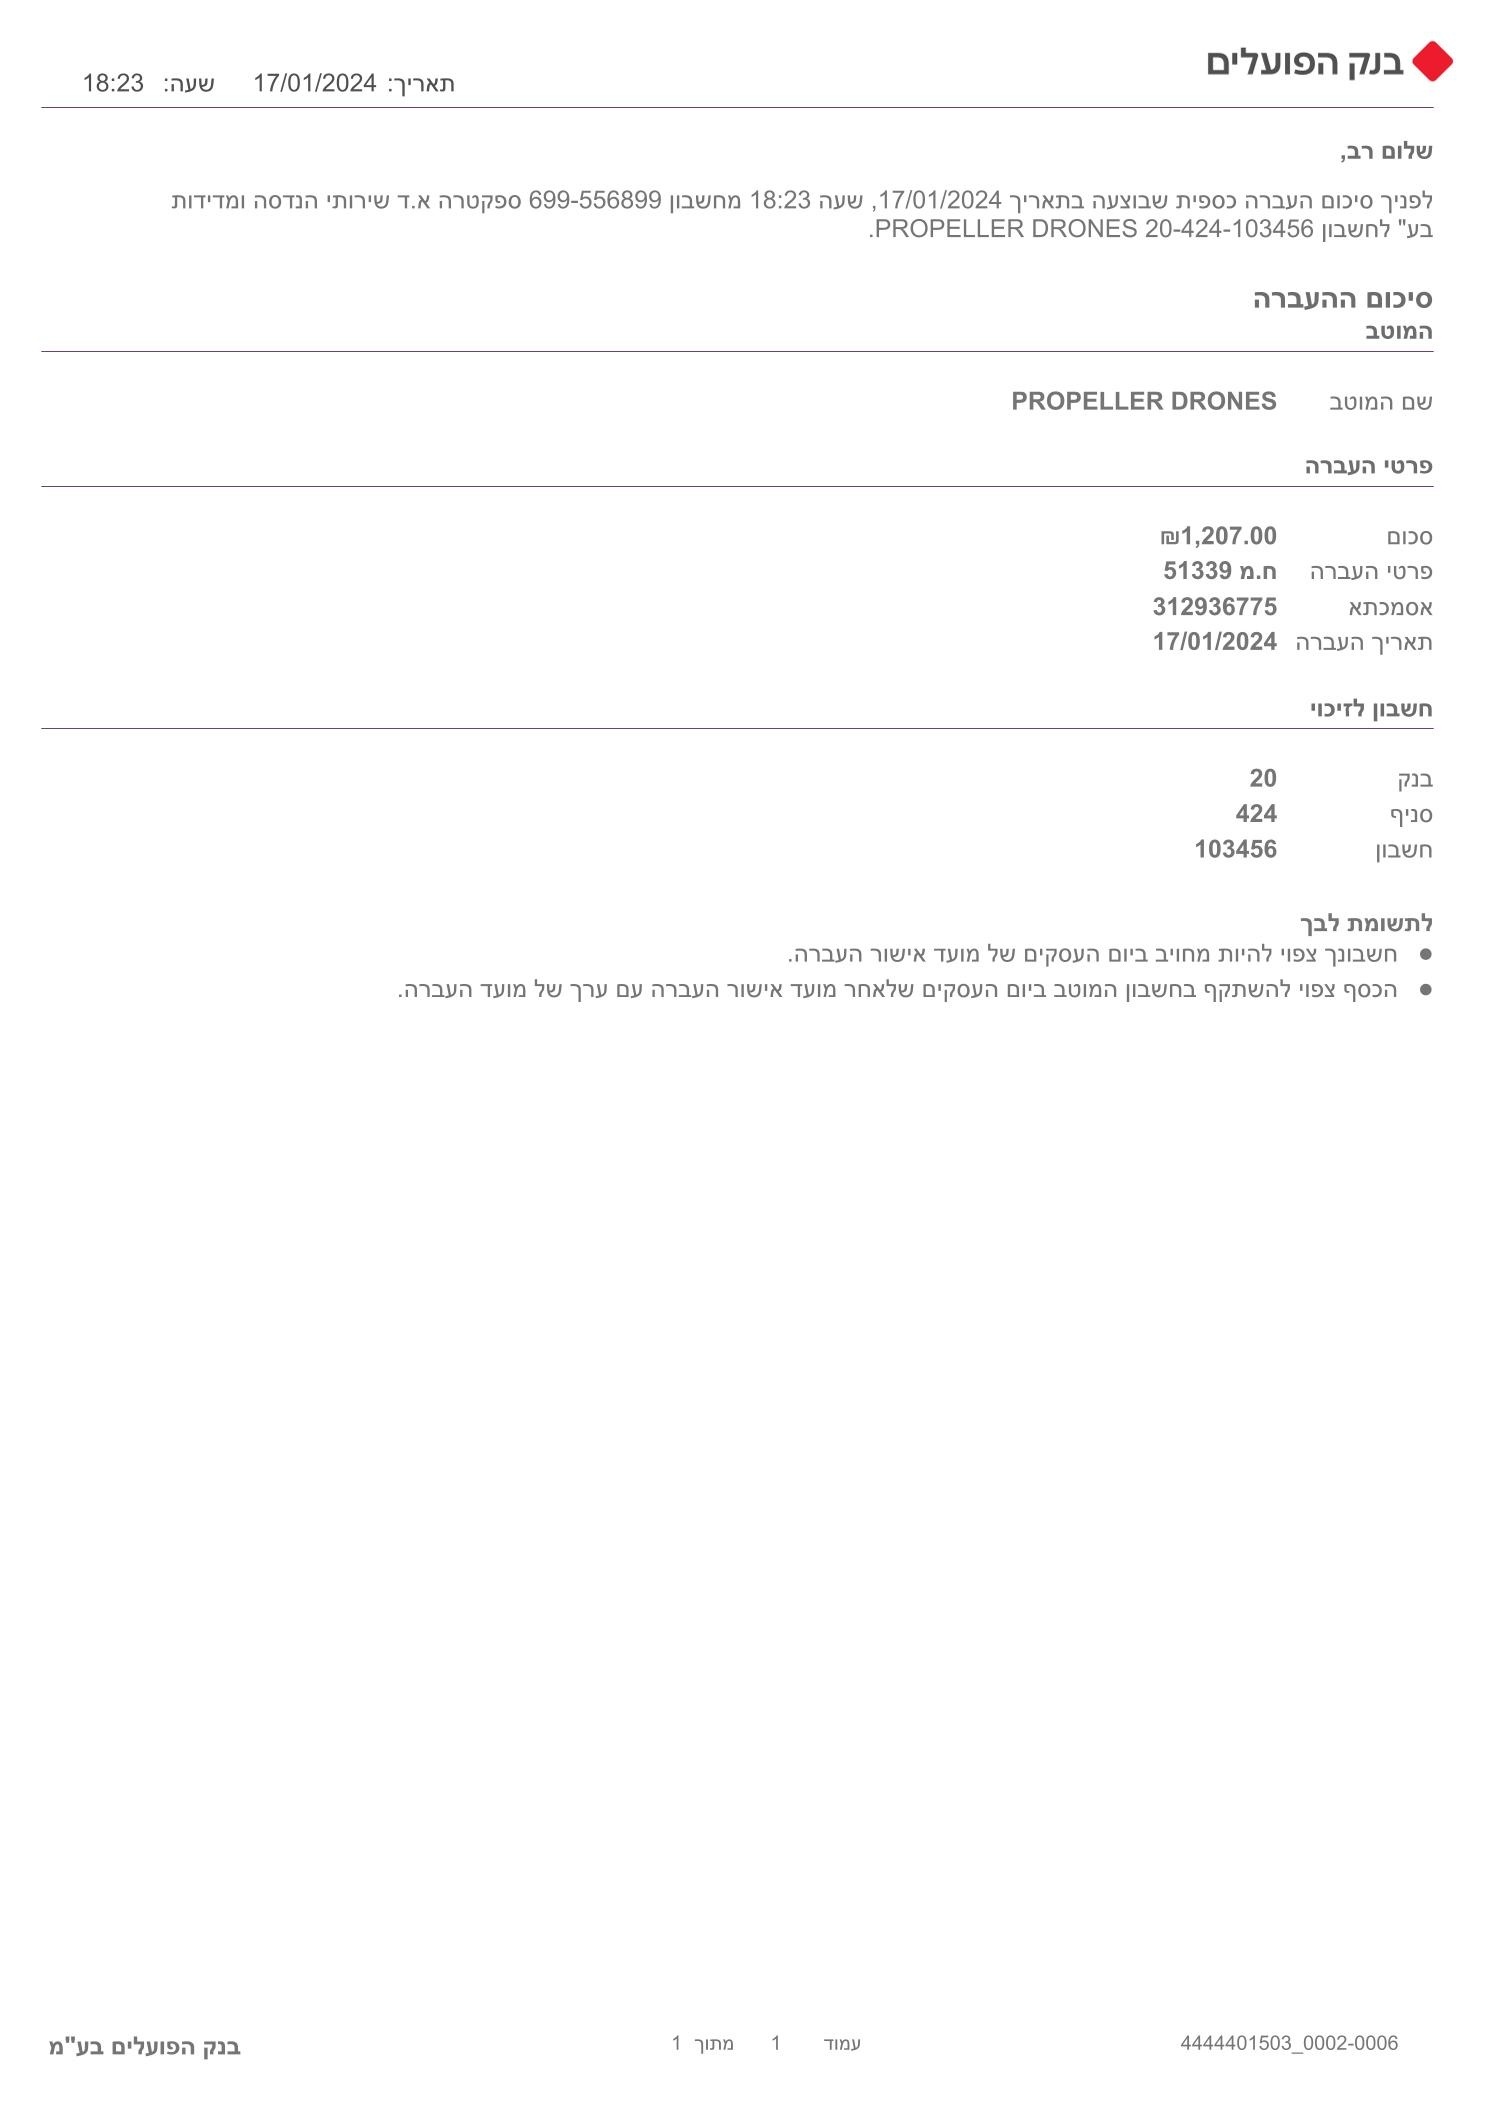 בנק הפועלים
תאריך: 17/01/2024 שעה: 18:23
שלום רב,
לפניך סיכום העברה כספית שבוצעה בתאריך 17/01/2024, שעה 18:23 מחשבון 699-556899 ספקטרה א.ד שירותי הנדסה ומדידות
בע" לחשבון 20-424-103456 PROPELLER DRONES.
סיכום ההעברה
המוטב
שם המוטב PROPELLER DRONES
פרטי העברה
סכום ₪1,207.00
פרטי העברה ח.מ 51339
אסמכתא 312936775
תאריך העברה 17/01/2024
חשבון לזיכוי
בנק 20
סניף 424
חשבון 103456
לתשומת לבך
● חשבונך צפוי להיות מחויב ביום העסקים של מועד אישור העברה.
● הכסף צפוי להשתקף בחשבון המוטב ביום העסקים שלאחר מועד אישור העברה עם ערך של מועד העברה.
4444401503_0002-0006 עמוד 1 מתוך 1 בנק הפועלים בע"מ